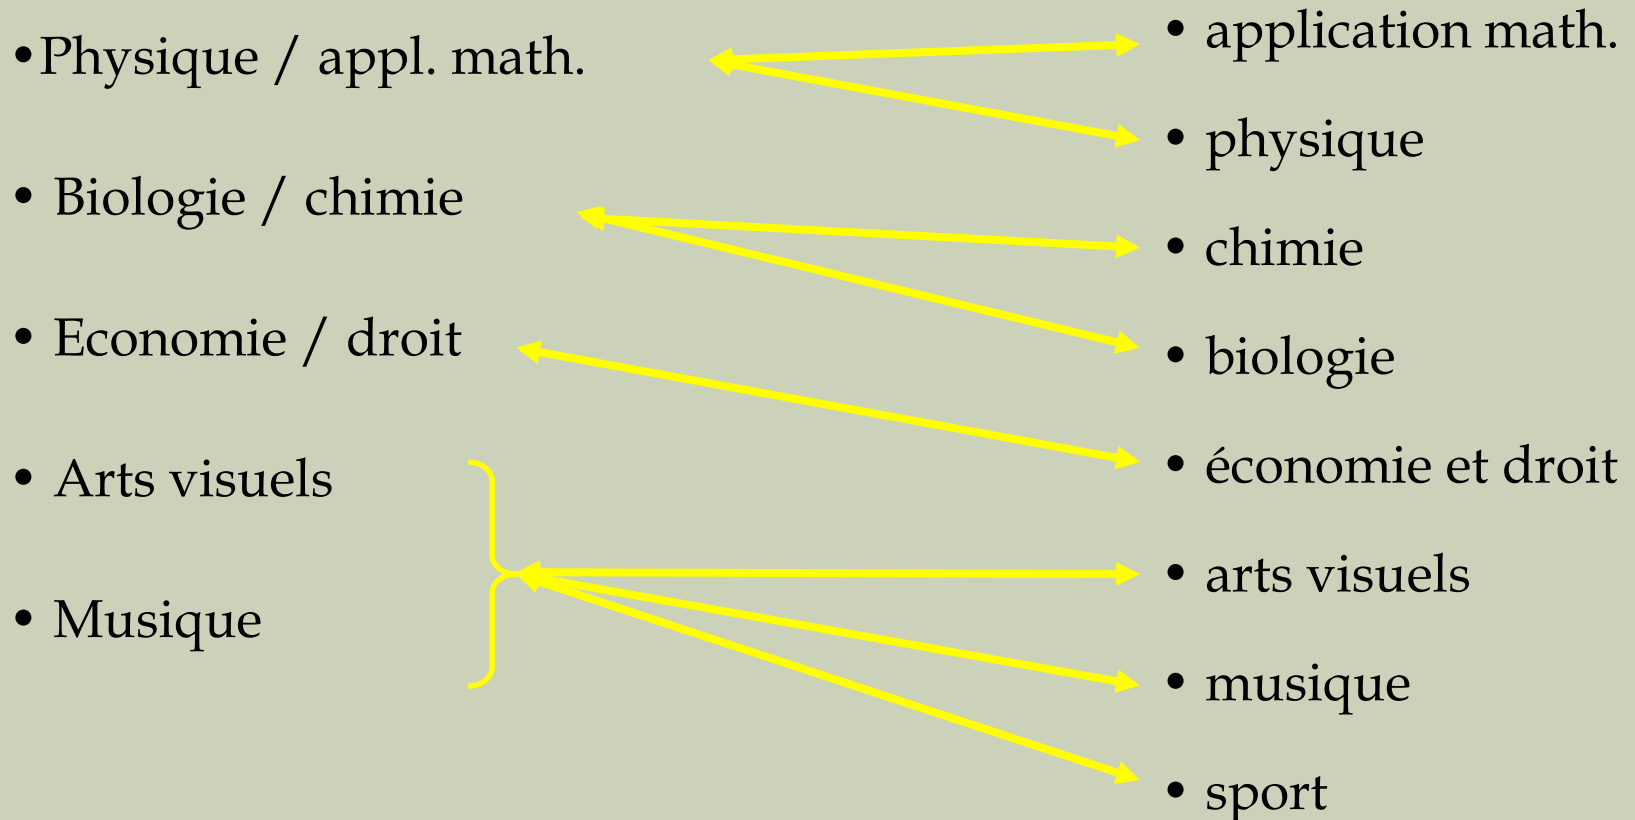 •Physique / appl. math.
• Biologie / chimie
• Economie / droit
• Arts visuels
• Musique
• application math.
• physique
• chimie
• biologie
• économie et droit
• arts visuels
• musique
• sport